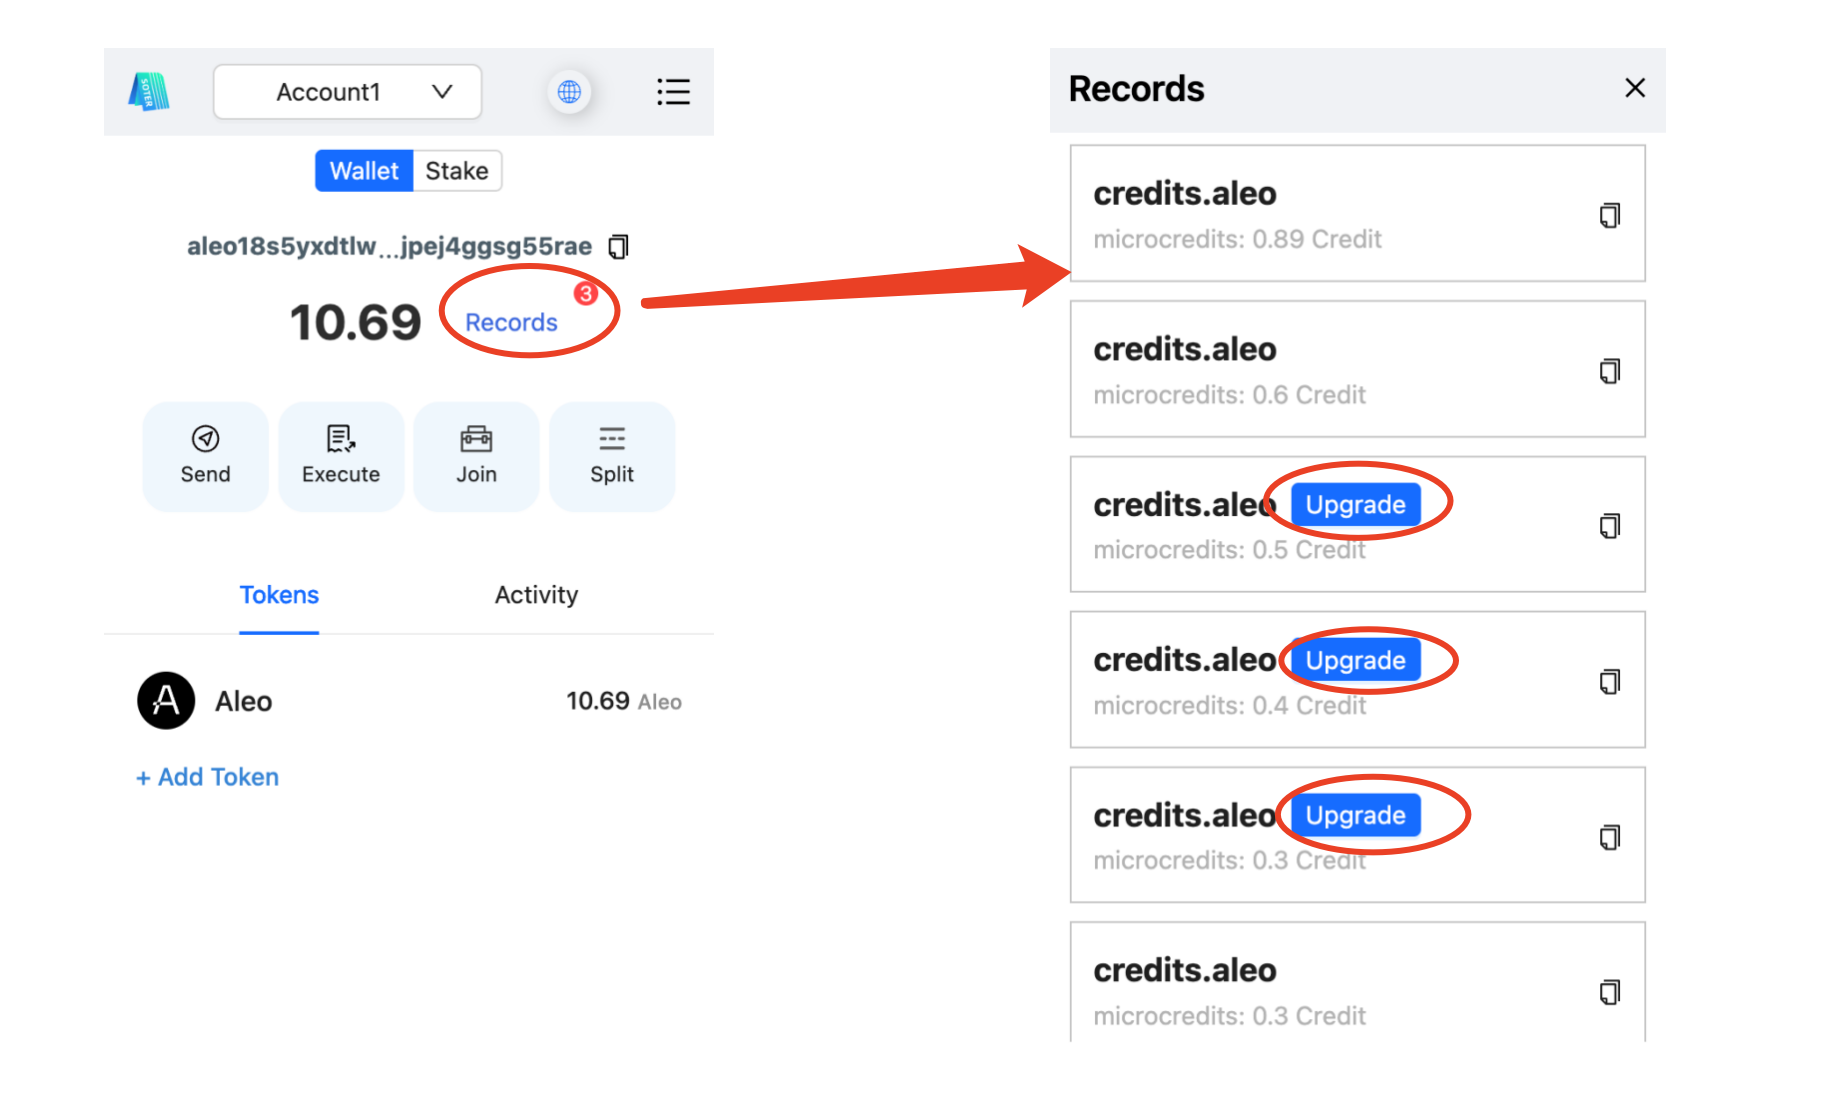 SOTER
Account1
Wallet Stake
aleo18s5yxdtlw...jpej4ggsg55rae
10.69 Records 3
Send Execute Join Split
Tokens Activity
Aleo 10.69 Aleo
+ Add Token
Records
credits.aleo
microcredits: 0.89 Credit
credits.aleo
microcredits: 0.6 Credit
credits.aleo Upgrade
microcredits: 0.5 Credit
credits.aleo Upgrade
microcredits: 0.4 Credit
credits.aleo Upgrade
microcredits: 0.3 Credit
credits.aleo
microcredits: 0.3 Credit